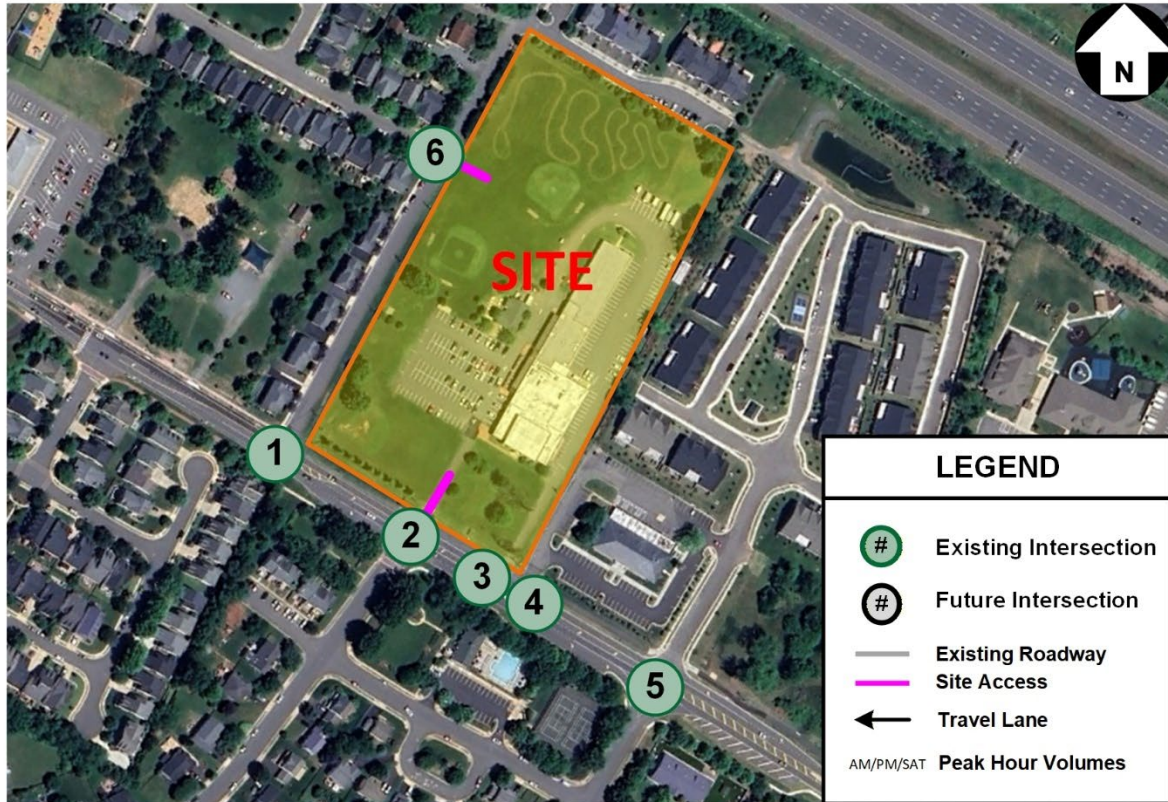 N
6
SITE
1
2
3
4
5
LEGEND
# Existing Intersection
# Future Intersection
Existing Roadway
Site Access
Travel Lane
AM/PM/SAT Peak Hour Volumes